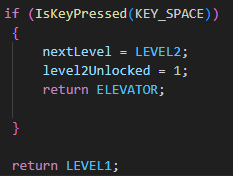 if (IsKeyPressed(KEY_SPACE))
{
nextLevel = LEVEL2;
level2Unlocked = 1;
return ELEVATOR;
}
return LEVEL1;